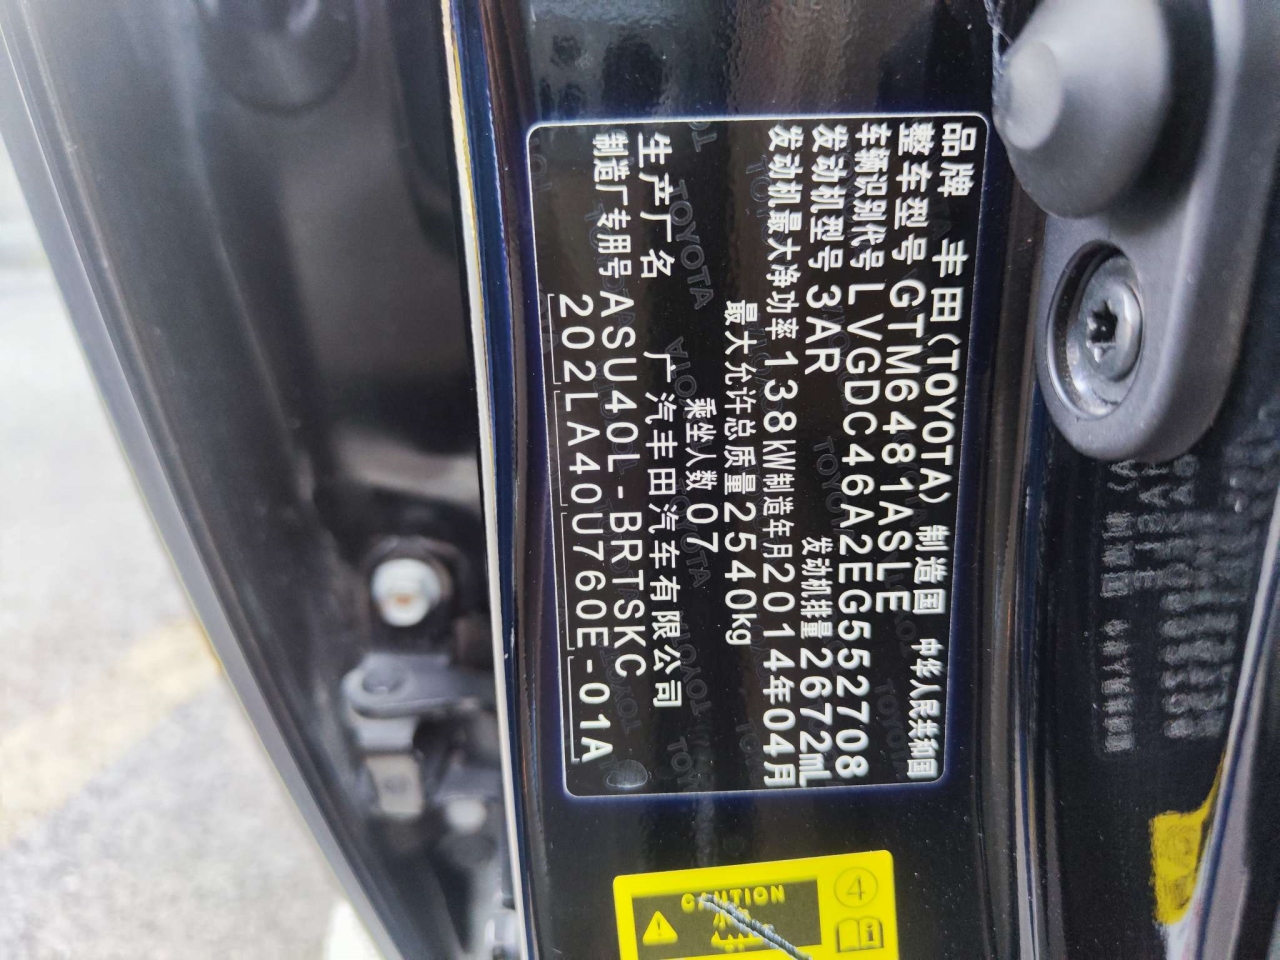 品牌 丰田(TOYOTA) 制造国 中华人民共和国
整车型号 GTM6481ASLE
车辆识别代号 LVGDC46A2EG552708
发动机型号 3AR 发动机排量 2672mL
发动机最大净功率 138kW 制造年月 2014年04月
最大允许总质量 2540kg
乘坐人数 07
生产厂名 广汽丰田汽车有限公司
制造厂专用号 ASU40L-BRTSKC
202LA40U760E-01A
CAUTION
4